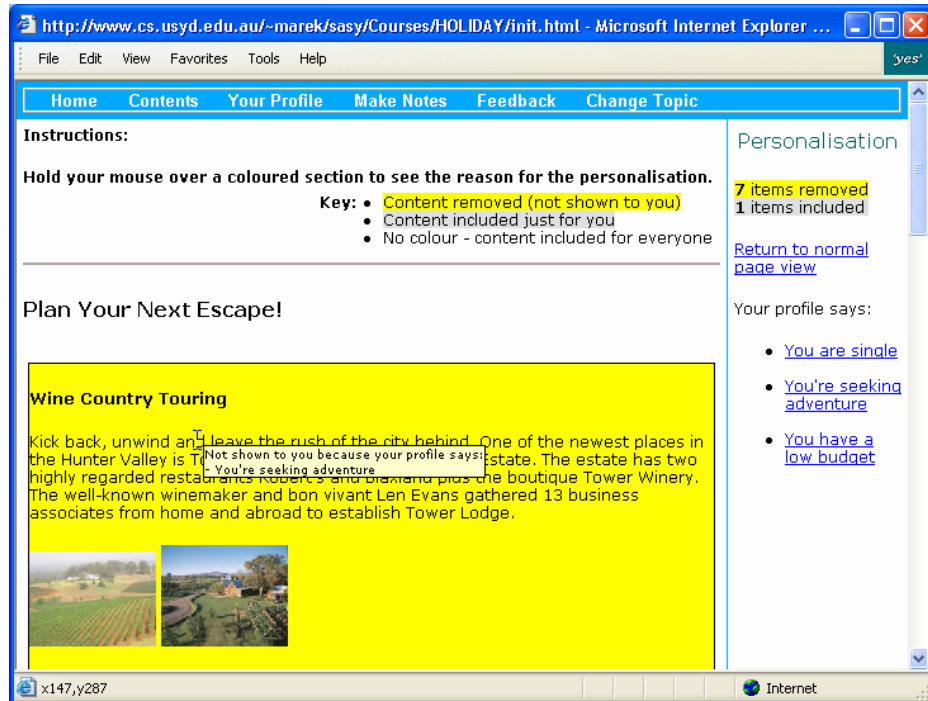 http://www.cs.usyd.edu.au/~marek/sasy/Courses/HOLIDAY/init.html - Microsoft Internet Explorer ...
File Edit View Favorites Tools Help
'yes'
Home Contents Your Profile Make Notes Feedback Change Topic
Instructions:
Hold your mouse over a coloured section to see the reason for the personalisation.
Key: • Content removed (not shown to you)
• Content included just for you
• No colour - content included for everyone
Plan Your Next Escape!
Wine Country Touring
Kick back, unwind and leave the rush of the city behind. One of the newest places in
the Hunter Valley is Estate. The estate has two
highly regarded restaurants Robert's and Blaxland plus the boutique Tower Winery.
The well-known winemaker and bon vivant Len Evans gathered 13 business
associates from home and abroad to establish Tower Lodge.
Not shown to you because your profile says:
- You're seeking adventure
Personalisation
7 items removed
1 items included
Return to normal
page view
Your profile says:
• You are single
• You're seeking
adventure
• You have a
low budget
x147,y287
Internet